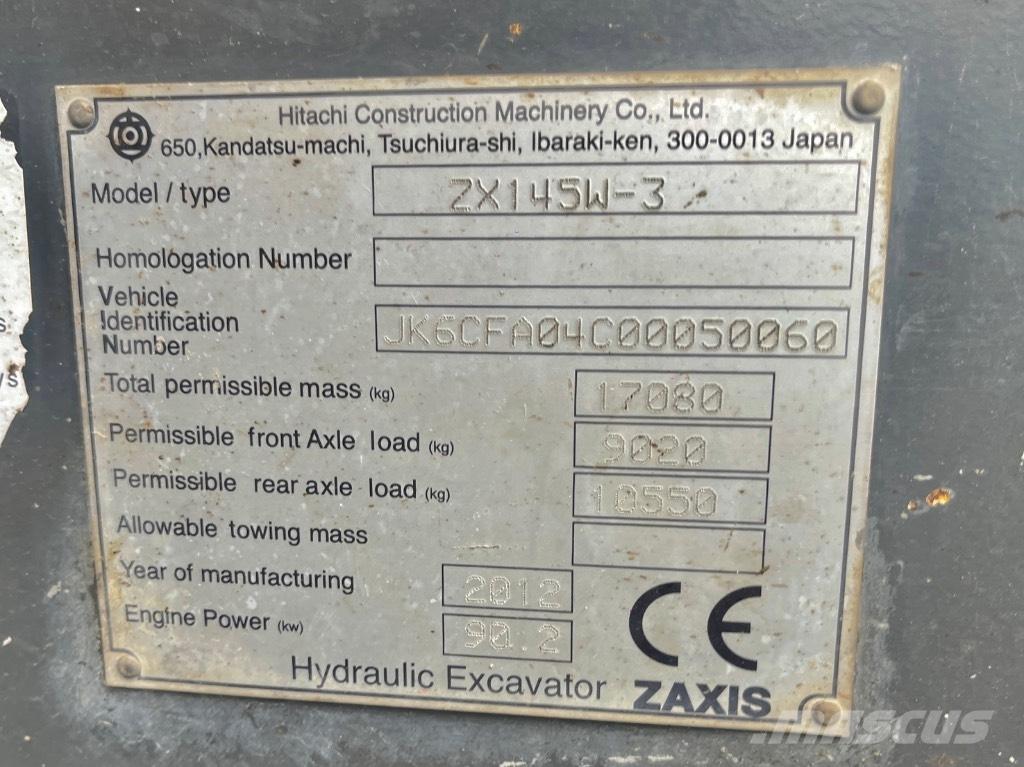 Hitachi Construction Machinery Co., Ltd.
650,Kandatsu-machi, Tsuchiura-shi, Ibaraki-ken, 300-0013 Japan
Model / type ZX145W-3
Homologation Number
Vehicle
Identification
Number JK6CFA04C00050060
Total permissible mass (kg) 17080
Permissible front Axle load (kg) 9020
Permissible rear axle load (kg) 10550
Allowable towing mass
Year of manufacturing 2012
Engine Power (kw) 90.2
CE
Hydraulic Excavator ZAXIS
MASCUS